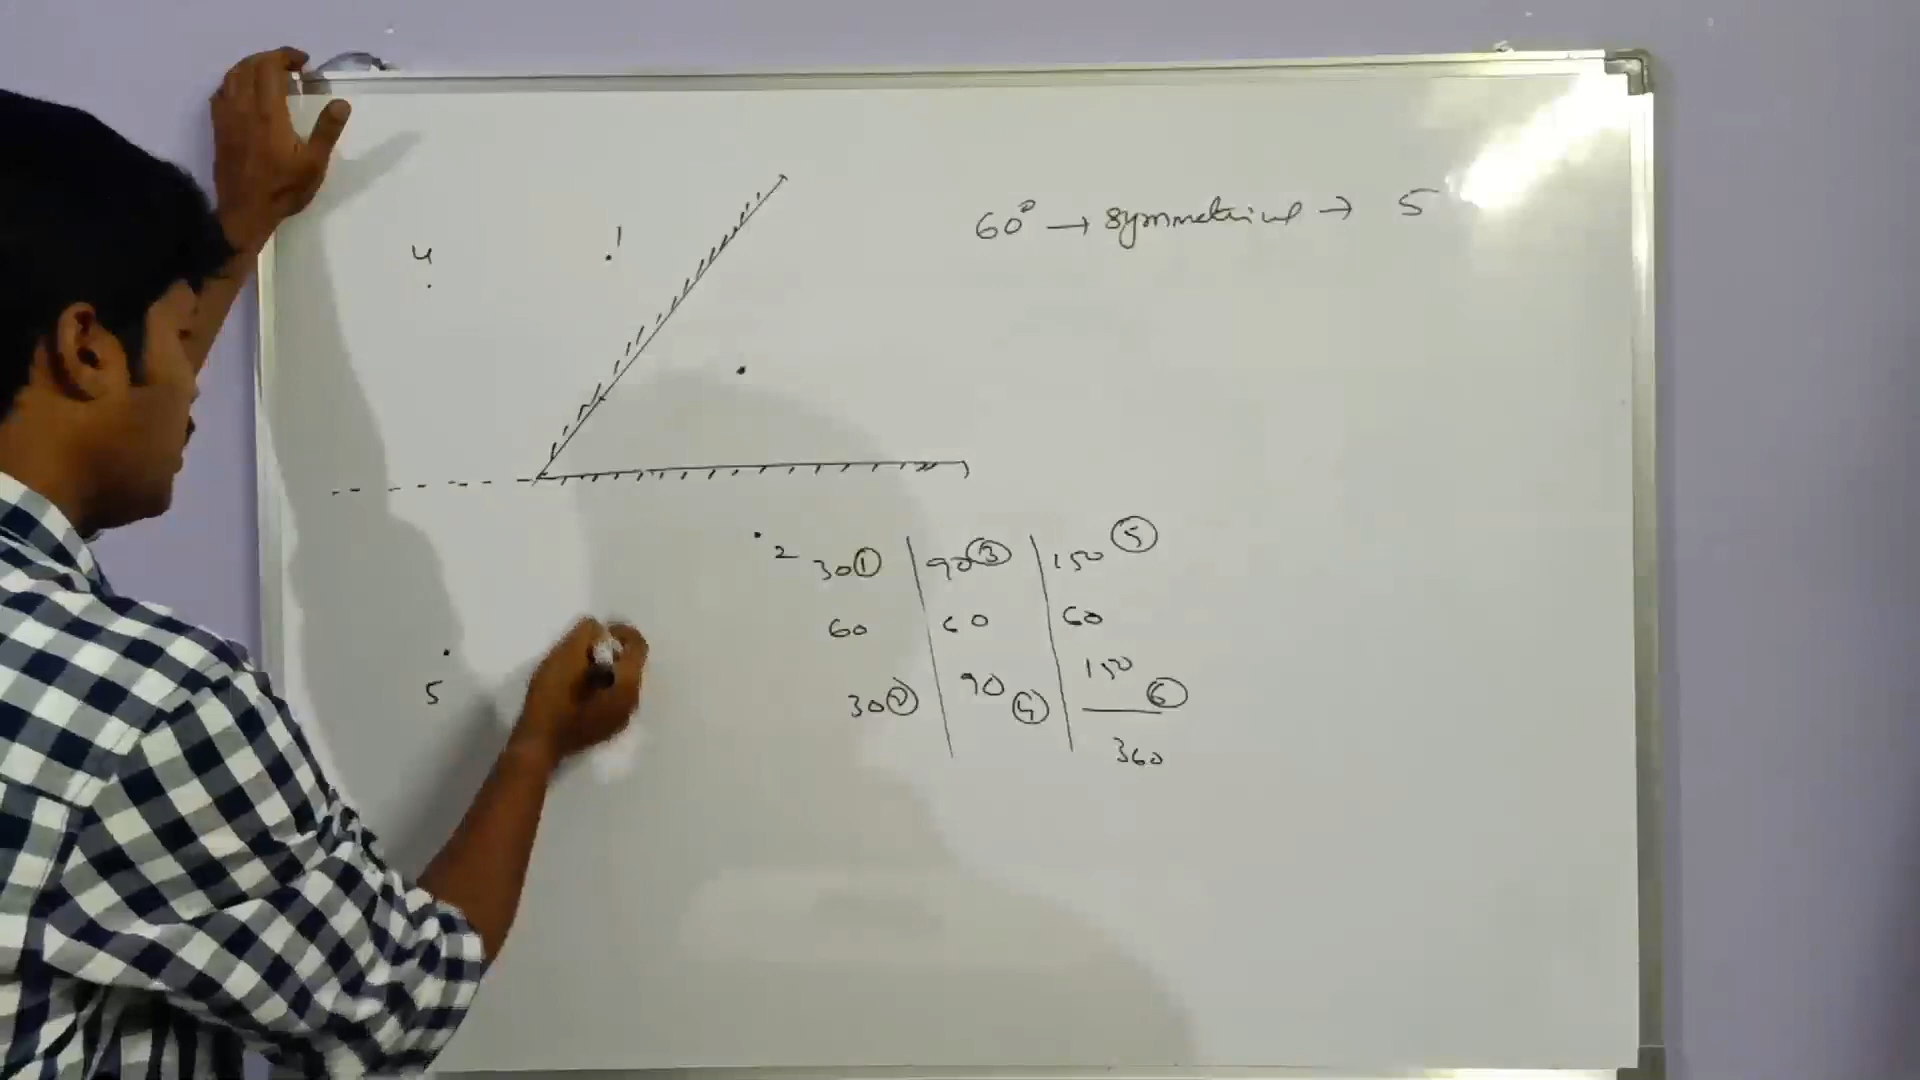 60° → symmetrical → 5
4
1
2
30① | 90③ | 150⑤
60 | 60 | 60
30② | 90④ | 150⑥
360
5